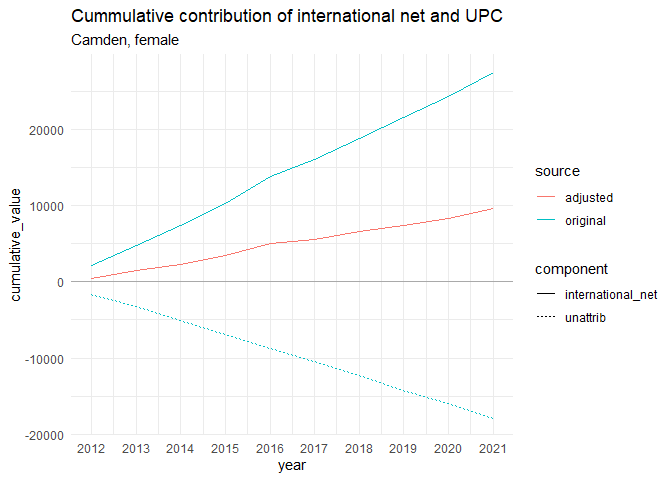 Cummulative contribution of international net and UPC
Camden, female
cumulative_value
20000
10000
0
-10000
-20000
2012 2013 2014 2015 2016 2017 2018 2019 2020 2021
year
source
adjusted
original
component
international_net
unattrib